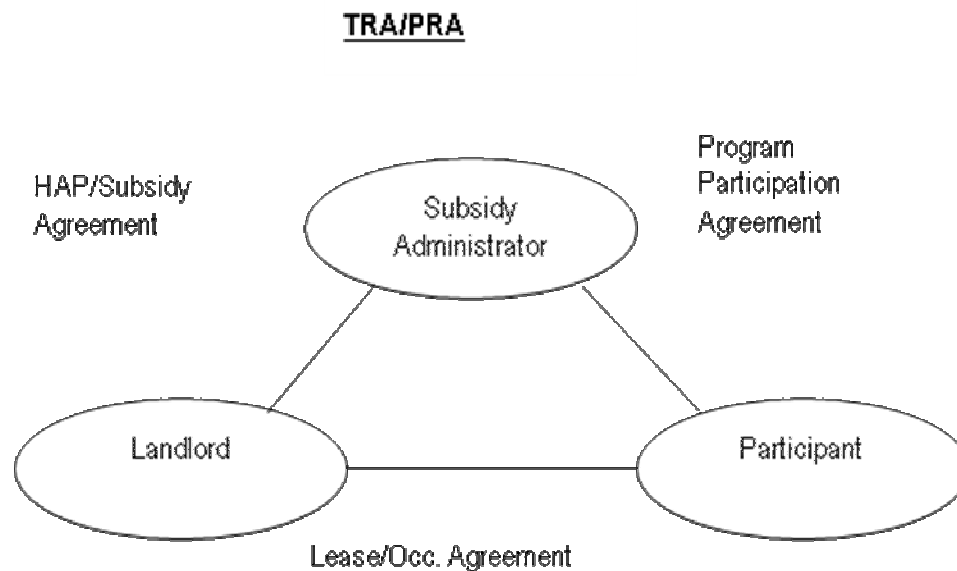 TRA/PRA
HAP/Subsidy
Agreement
Subsidy
Administrator
Program
Participation
Agreement
Landlord
Participant
Lease/Occ. Agreement